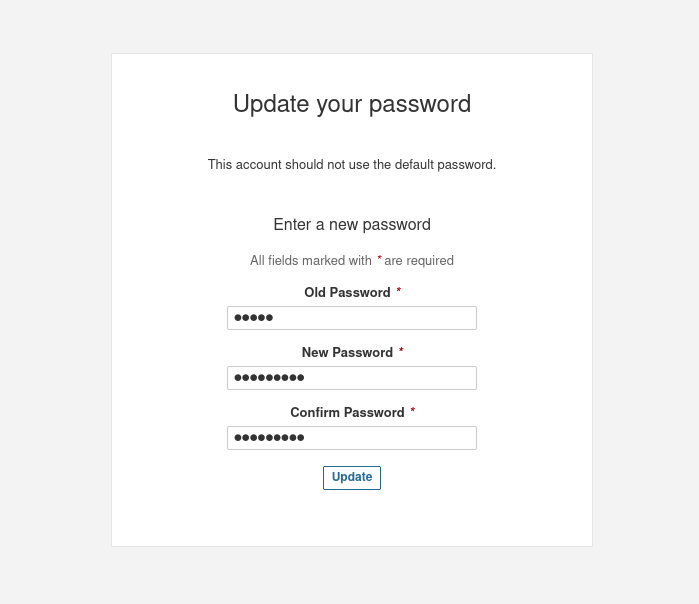 Update your password
This account should not use the default password.
Enter a new password
All fields marked with * are required
Old Password *
●●●●●
New Password *
●●●●●●●●●
Confirm Password *
●●●●●●●●●
Update